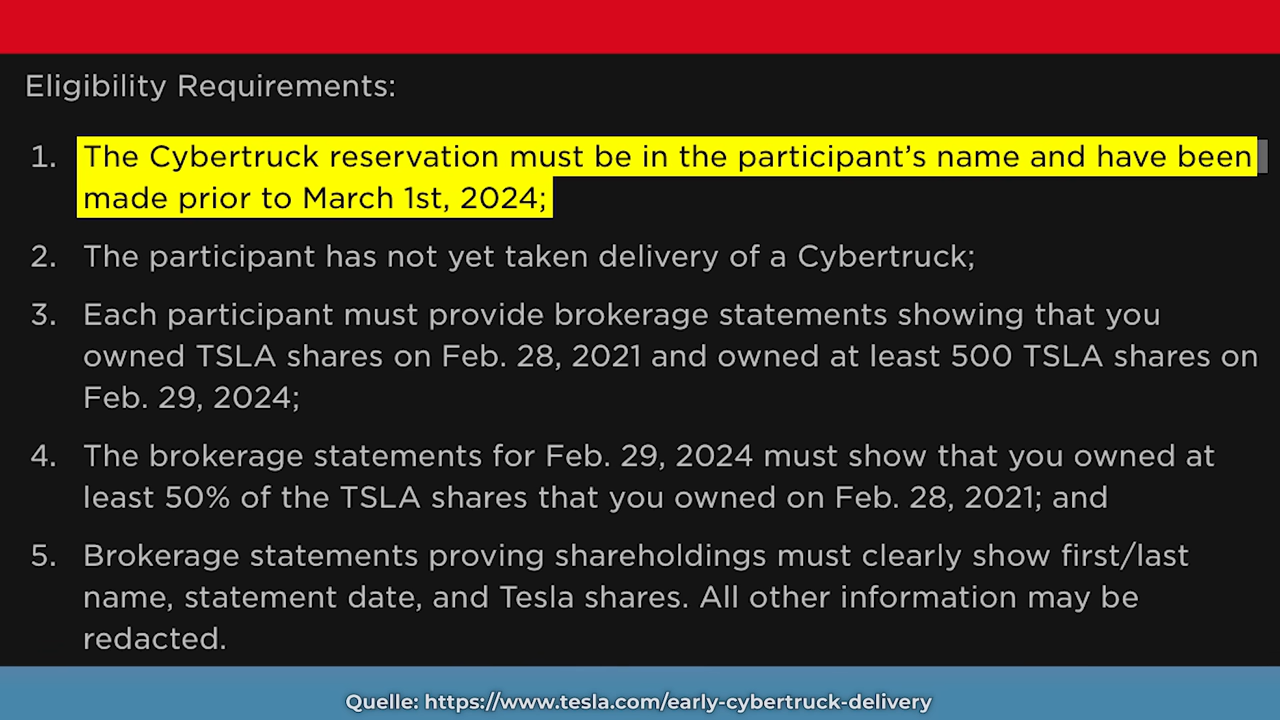 Eligibility Requirements:
1. The Cybertruck reservation must be in the participant’s name and have been
made prior to March 1st, 2024;
2. The participant has not yet taken delivery of a Cybertruck;
3. Each participant must provide brokerage statements showing that you
owned TSLA shares on Feb. 28, 2021 and owned at least 500 TSLA shares on
Feb. 29, 2024;
4. The brokerage statements for Feb. 29, 2024 must show that you owned at
least 50% of the TSLA shares that you owned on Feb. 28, 2021; and
5. Brokerage statements proving shareholdings must clearly show first/last
name, statement date, and Tesla shares. All other information may be
redacted.
Quelle: https://www.tesla.com/early-cybertruck-delivery